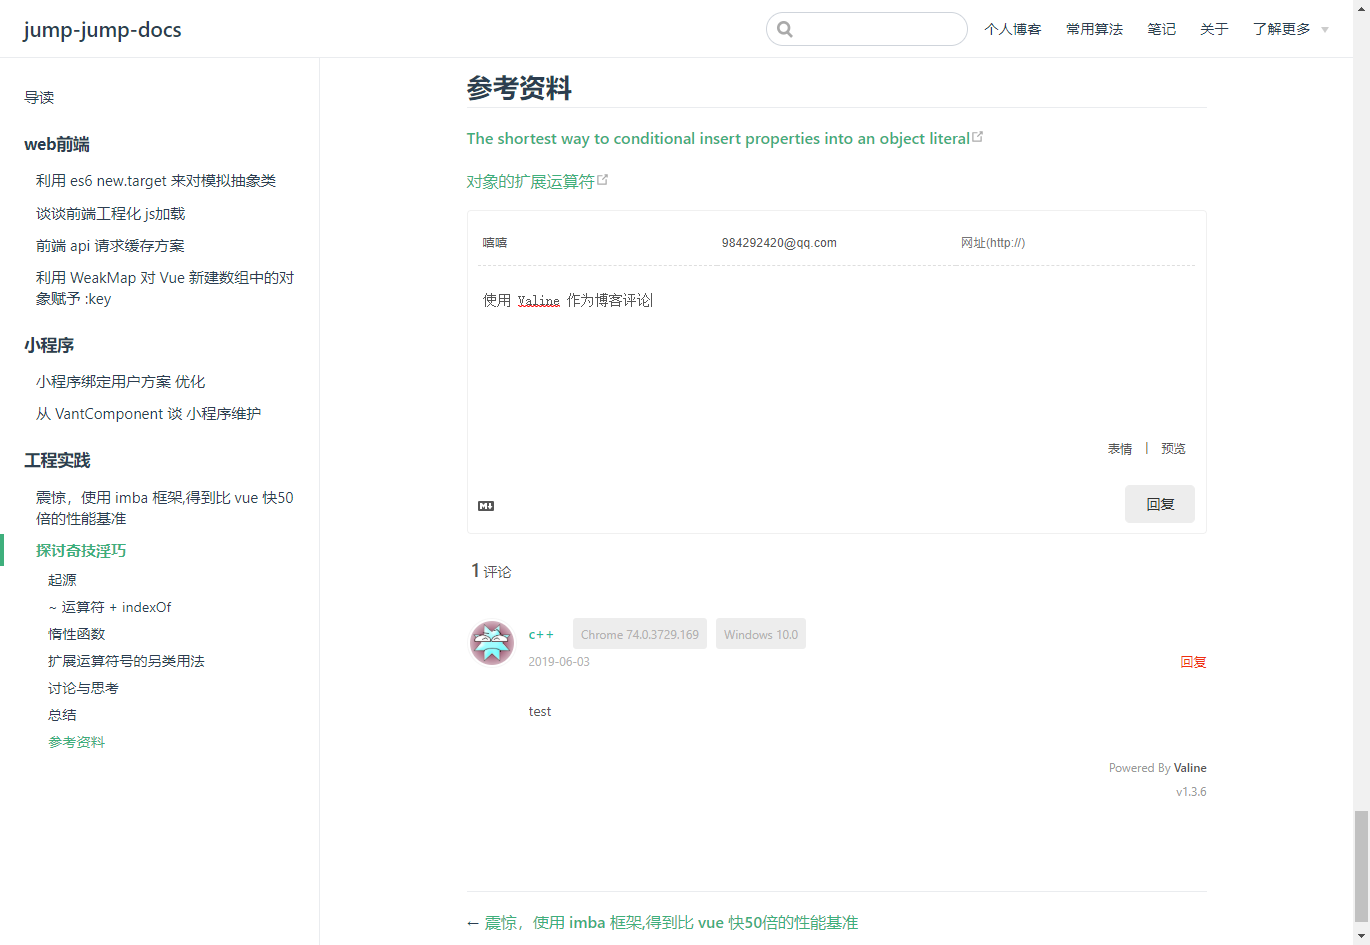 jump-jump-docs
个人博客 常用算法 笔记 关于 了解更多
导读
web前端
利用 es6 new.target 来对模拟抽象类
谈谈前端工程化 js加载
前端 api 请求缓存方案
利用 WeakMap 对 Vue 新建数组中的对
象赋予 :key
小程序
小程序绑定用户方案 优化
从 VantComponent 谈 小程序维护
工程实践
震惊，使用 imba 框架,得到比 vue 快50
倍的性能基准
探讨奇技淫巧
起源
~ 运算符 + indexOf
惰性函数
扩展运算符号的另类用法
讨论与思考
总结
参考资料
参考资料
The shortest way to conditional insert properties into an object literal
对象的扩展运算符
嘻嘻 984292420@qq.com 网址(http://)
使用 Valine 作为博客评论
表情 | 预览
M↓ 回复
1 评论
c++ Chrome 74.0.3729.169 Windows 10.0
2019-06-03 回复
test
Powered By Valine
v1.3.6
← 震惊，使用 imba 框架,得到比 vue 快50倍的性能基准